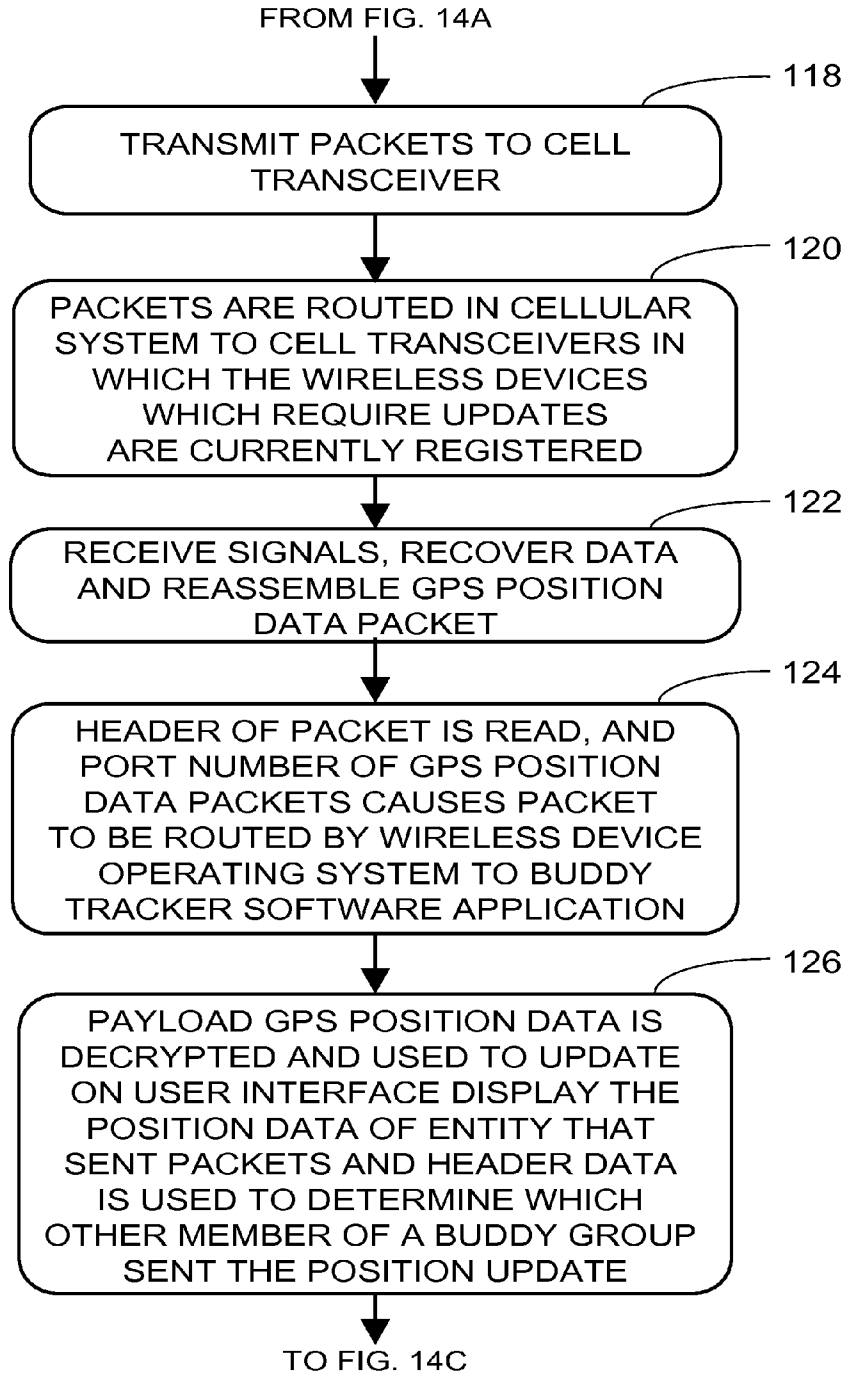 FROM FIG. 14A
118
TRANSMIT PACKETS TO CELL
TRANSCEIVER
120
PACKETS ARE ROUTED IN CELLULAR
SYSTEM TO CELL TRANSCEIVERS IN
WHICH THE WIRELESS DEVICES
WHICH REQUIRE UPDATES
ARE CURRENTLY REGISTERED
122
RECEIVE SIGNALS, RECOVER DATA
AND REASSEMBLE GPS POSITION
DATA PACKET
124
HEADER OF PACKET IS READ, AND
PORT NUMBER OF GPS POSITION
DATA PACKETS CAUSES PACKET
TO BE ROUTED BY WIRELESS DEVICE
OPERATING SYSTEM TO BUDDY
TRACKER SOFTWARE APPLICATION
126
PAYLOAD GPS POSITION DATA IS
DECRYPTED AND USED TO UPDATE
ON USER INTERFACE DISPLAY THE
POSITION DATA OF ENTITY THAT
SENT PACKETS AND HEADER DATA
IS USED TO DETERMINE WHICH
OTHER MEMBER OF A BUDDY GROUP
SENT THE POSITION UPDATE
TO FIG. 14C